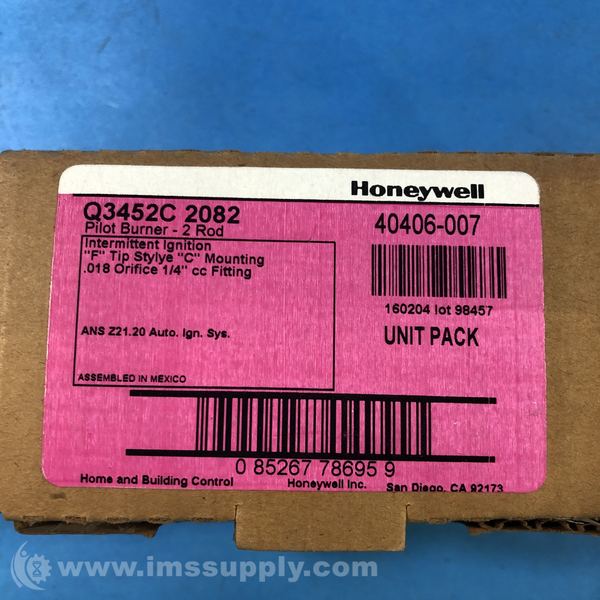 Honeywell
Q3452C 2082
Pilot Burner - 2 Rod
40406-007
Intermittent Ignition
"F" Tip Stylye "C" Mounting
.018 Orifice 1/4" cc Fitting
160204 lot 98457
ANS Z21.20 Auto. Ign. Sys.
UNIT PACK
ASSEMBLED IN MEXICO
0 85267 78695 9
Home and Building Control Honeywell Inc. San Diego, CA 92173
© www.imssupply.com